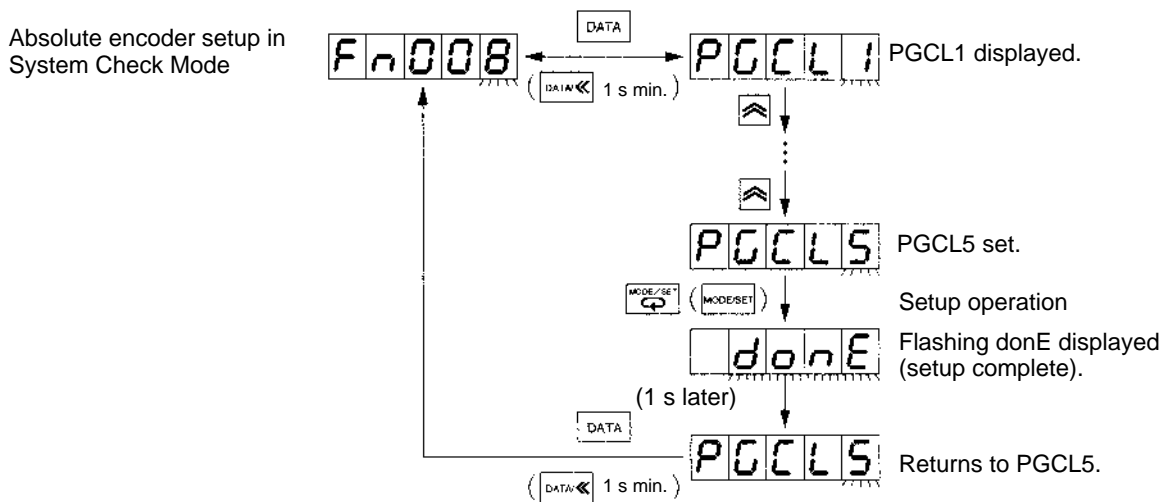 Absolute encoder setup in
System Check Mode
Fn008
DATA
(DATA/ 1 s min.)
PGCL1
PGCL1 displayed.
PGCL5
PGCL5 set.
MODE/SET
(MODE/SET)
Setup operation
donE
Flashing donE displayed
(setup complete).
(1 s later)
DATA
(DATA/ 1 s min.)
PGCL5
Returns to PGCL5.